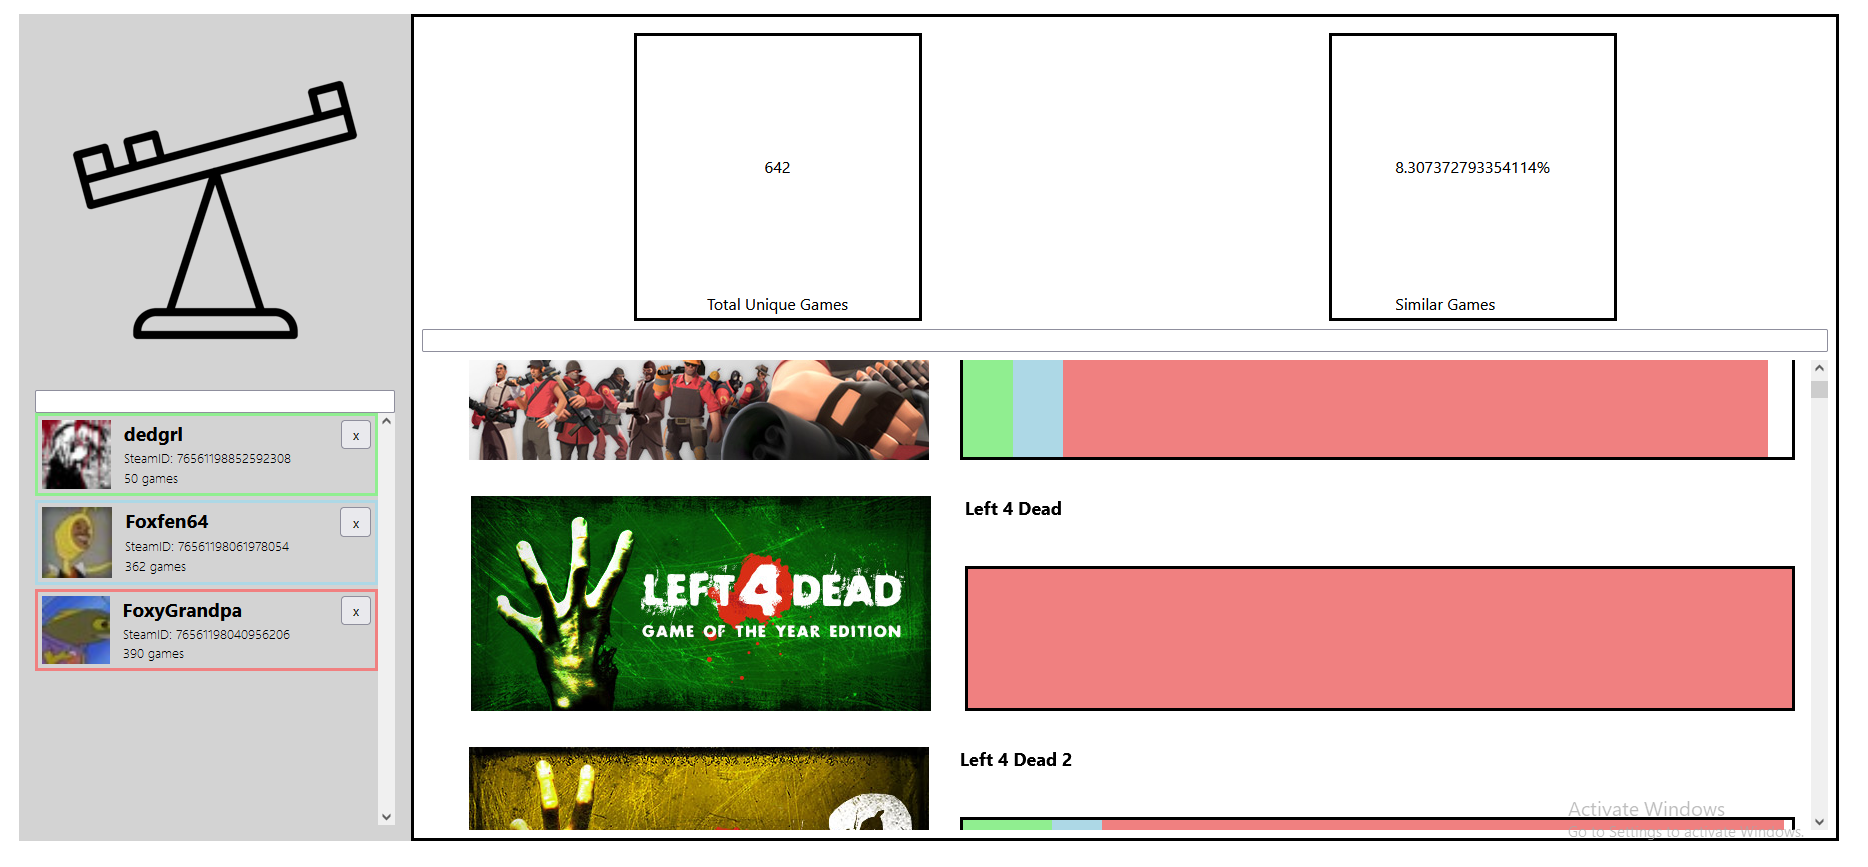 dedgrl
x
SteamID: 76561198852592308
50 games
Foxfen64
x
SteamID: 76561198061978054
362 games
FoxyGrandpa
x
SteamID: 76561198040956206
390 games
642
Total Unique Games
8.307372793354114%
Similar Games
Left 4 Dead
LEFT 4 DEAD
GAME OF THE YEAR EDITION
Left 4 Dead 2
Activate Windows
Go to Settings to activate Windows.